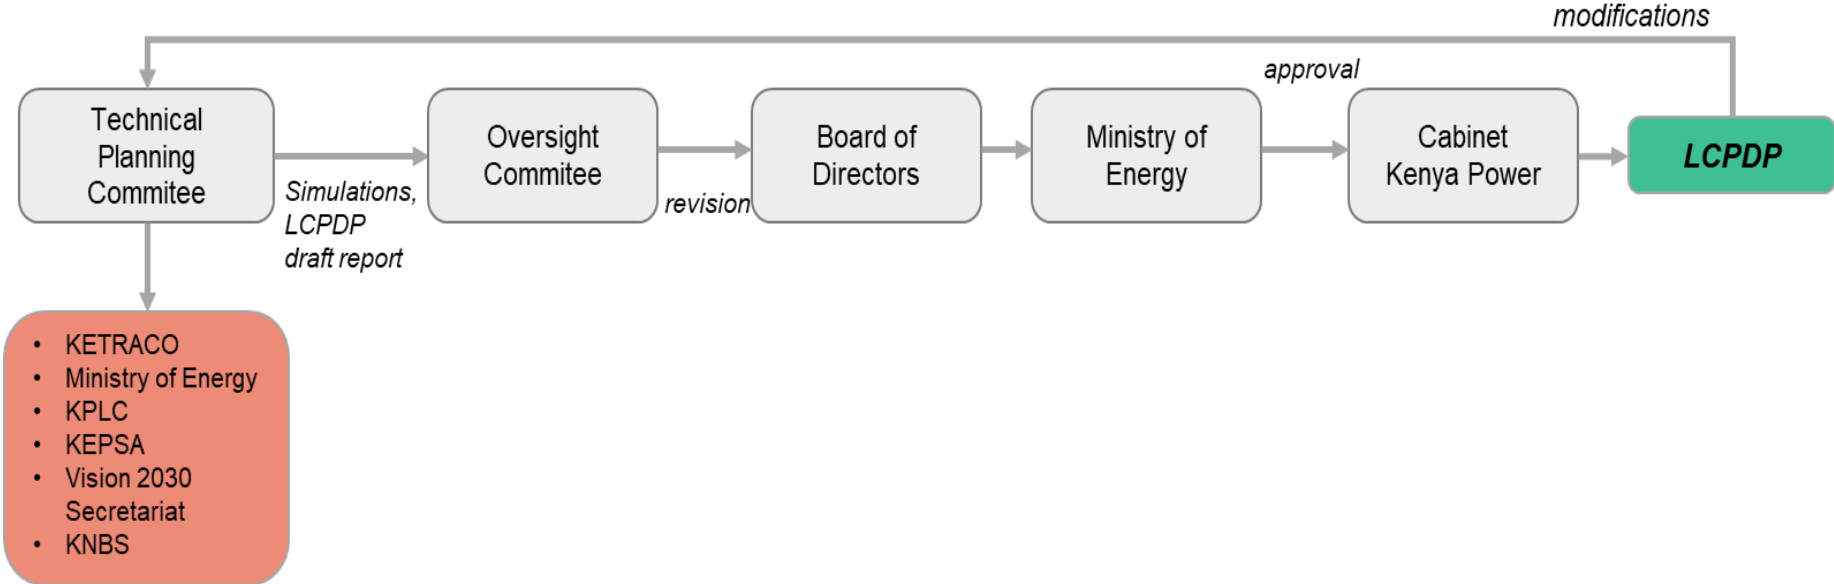 modifications
approval
Technical
Planning
Commitee
Simulations,
LCPDP
draft report
Oversight
Commitee
revision
Board of
Directors
Ministry of
Energy
Cabinet
Kenya Power
LCPDP
• KETRACO
• Ministry of Energy
• KPLC
• KEPSA
• Vision 2030
Secretariat
• KNBS